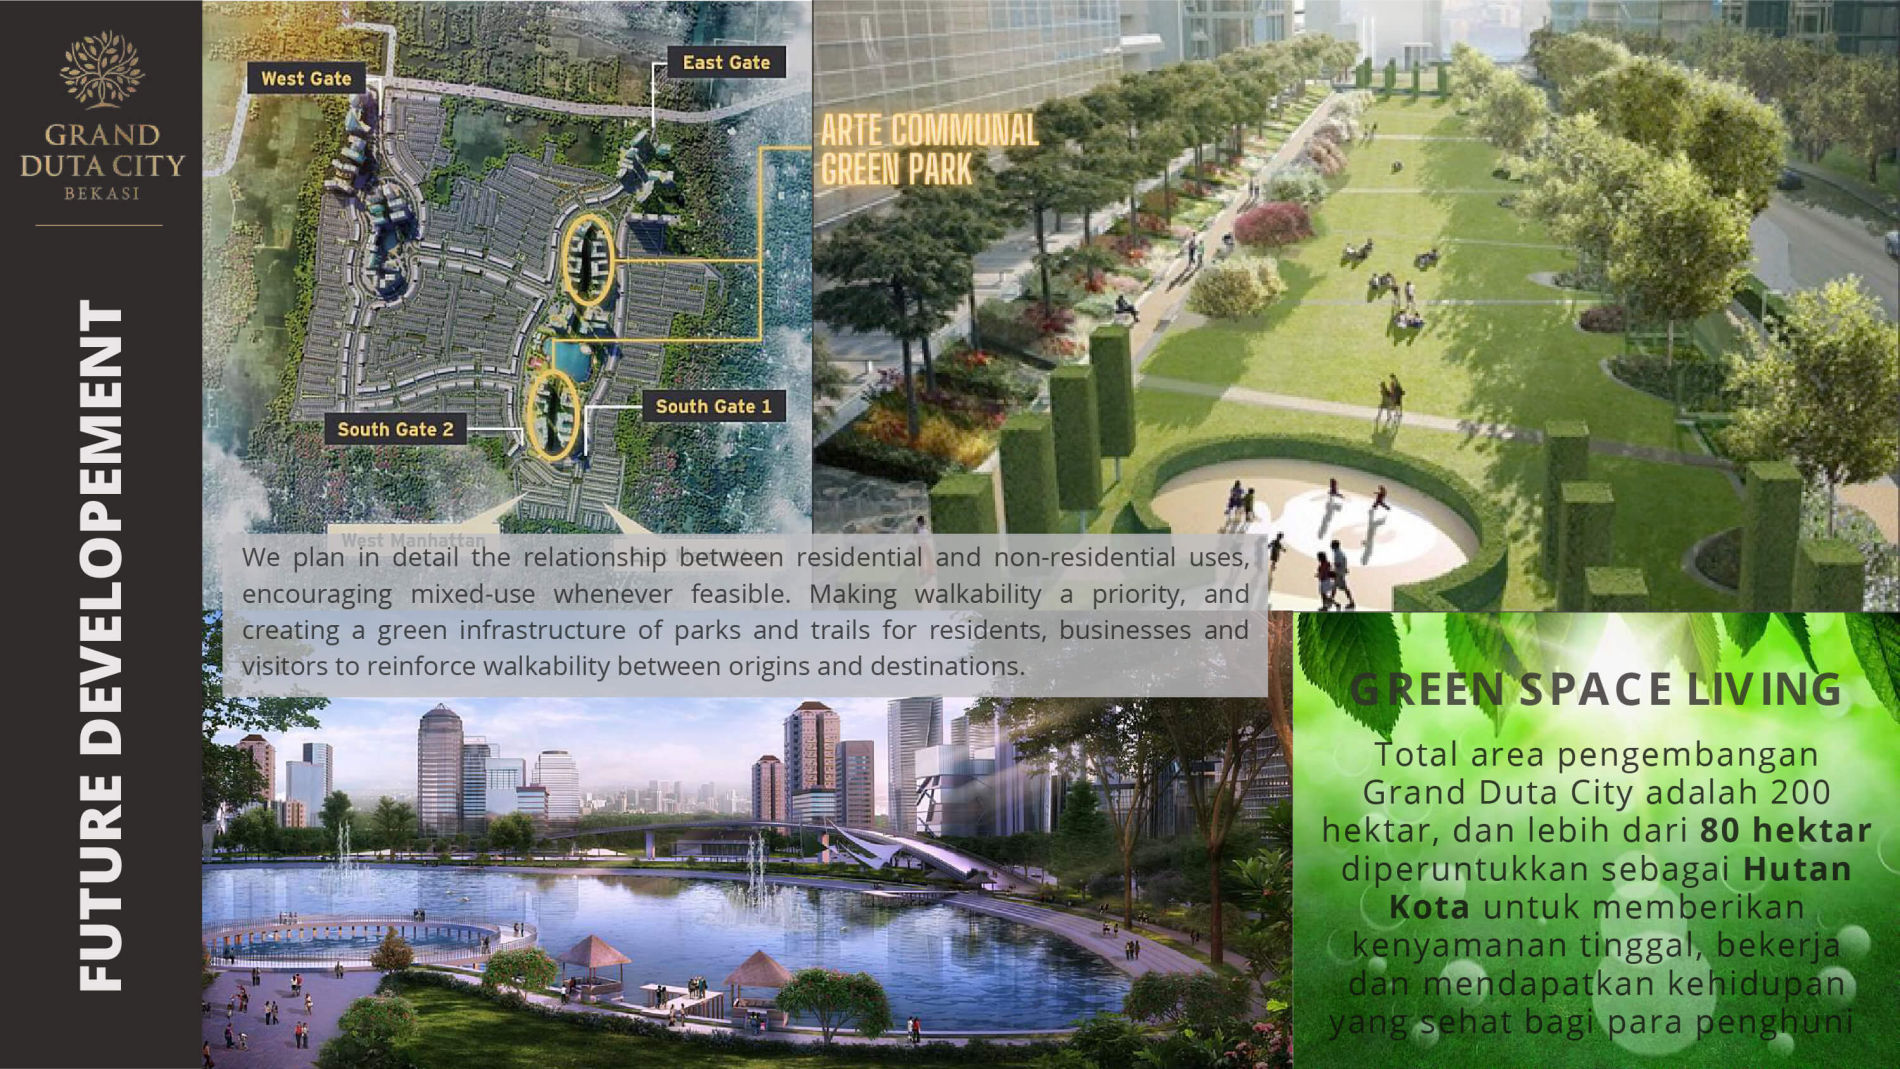 GRAND
DUTA CITY
BEKASI
FUTURE DEVELOPEMENT
West Gate
East Gate
South Gate 1
South Gate 2
West Manhattan
ARTE COMMUNAL
GREEN PARK
We plan in detail the relationship between residential and non-residential uses,
encouraging mixed-use whenever feasible. Making walkability a priority, and
creating a green infrastructure of parks and trails for residents, businesses and
visitors to reinforce walkability between origins and destinations.
GREEN SPACE LIVING
Total area pengembangan
Grand Duta City adalah 200
hektar, dan lebih dari 80 hektar
diperuntukkan sebagai Hutan
Kota untuk memberikan
kenyamanan tinggal, bekerja
dan mendapatkan kehidupan
yang sehat bagi para penghuni